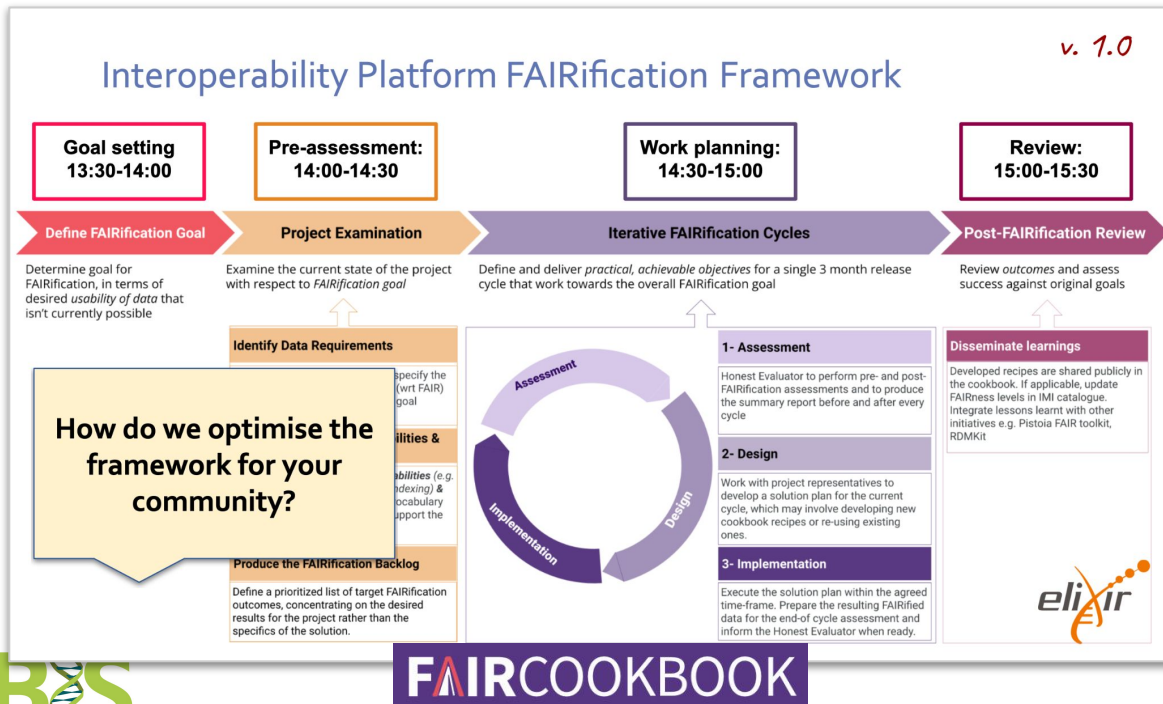 v. 1.0
Interoperability Platform FAIRification Framework
Goal setting
13:30-14:00
Pre-assessment:
14:00-14:30
Work planning:
14:30-15:00
Review:
15:00-15:30
Define FAIRification Goal
Project Examination
Iterative FAIRification Cycles
Post-FAIRification Review
Determine goal for
FAIRification, in terms of
desired usability of data that
isn't currently possible
Examine the current state of the project
with respect to FAIRification goal
Define and deliver practical, achievable objectives for a single 3 month release
cycle that work towards the overall FAIRification goal
Review outcomes and assess
success against original goals
Identify Data Requirements
specify the
(wrt FAIR)
goal
ilities &
abilities (e.g.
ndexing) &
ocabulary
upport the
How do we optimise the
framework for your
community?
Produce the FAIRification Backlog
Define a prioritized list of target FAIRification
outcomes, concentrating on the desired
results for the project rather than the
specifics of the solution.
Assessment
Design
Implementation
1- Assessment
Honest Evaluator to perform pre- and post-
FAIRification assessments and to produce
the summary report before and after every
cycle
2- Design
Work with project representatives to
develop a solution plan for the current
cycle, which may involve developing new
cookbook recipes or re-using existing
ones.
3- Implementation
Execute the solution plan within the agreed
time-frame. Prepare the resulting FAIRified
data for the end-of cycle assessment and
inform the Honest Evaluator when ready.
Disseminate learnings
Developed recipes are shared publicly in
the cookbook. If applicable, update
FAIRness levels in IMI catalogue.
Integrate lessons learnt with other
initiatives e.g. Pistoia FAIR toolkit,
RDMKit
elixir
FAIRCOOKBOOK